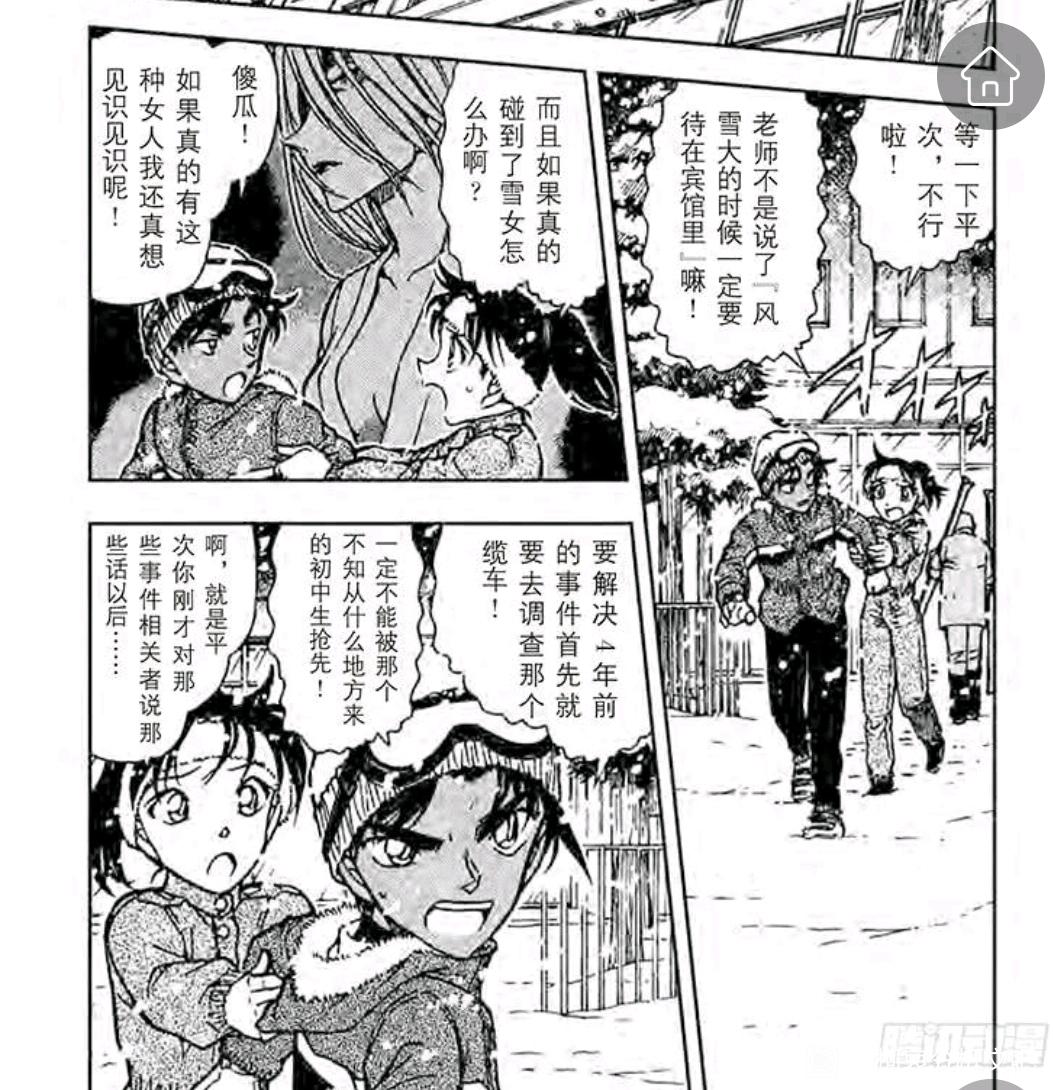 等一下平
次，不行
啦！
老师不是说了『风
雪大的时候一定要
待在宾馆里』嘛！
而且如果真的
碰到了雪女怎
么办啊？
傻瓜！
如果真的有这
种女人我还真想
见识见识呢！
要解决4年前
的事件首先就
要去调查那个
缆车！
一定不能被那个
不知从什么地方来
的初中生抢先！
啊，就是平
次你刚才对那
些事件相关者说那
些话以后……
腾讯动漫